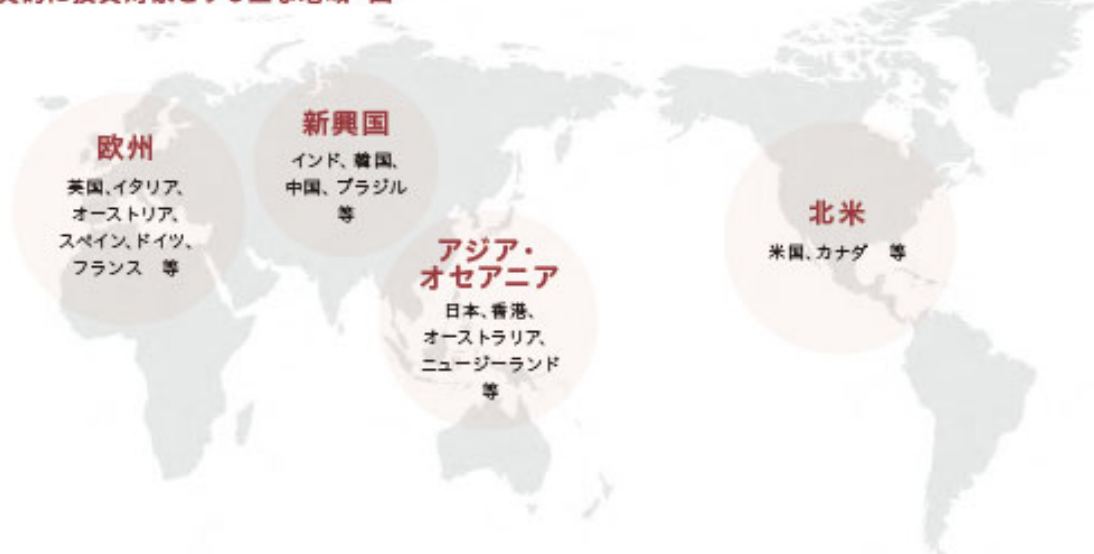 欧州
英国、イタリア、
オーストリア、
スペイン、ドイツ、
フランス 等
新興国
インド、韓国、
中国、ブラジル
等
アジア・
オセアニア
日本、香港、
オーストラリア、
ニュージーランド
等
北米
米国、カナダ 等